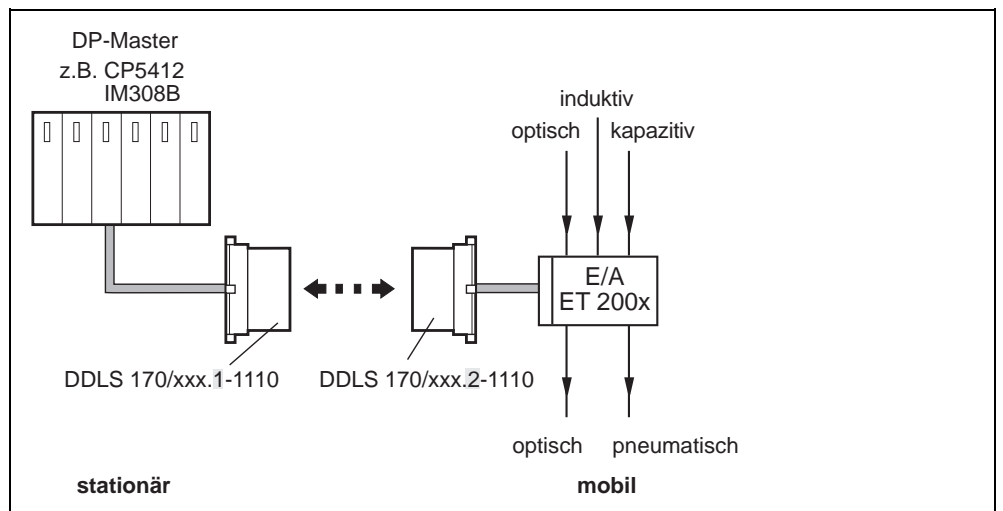 DP-Master
z.B. CP5412
IM308B
induktiv
optisch
kapazitiv
E/A
ET 200x
DDLS 170/xxx.1-1110
DDLS 170/xxx.2-1110
optisch
pneumatisch
stationär
mobil